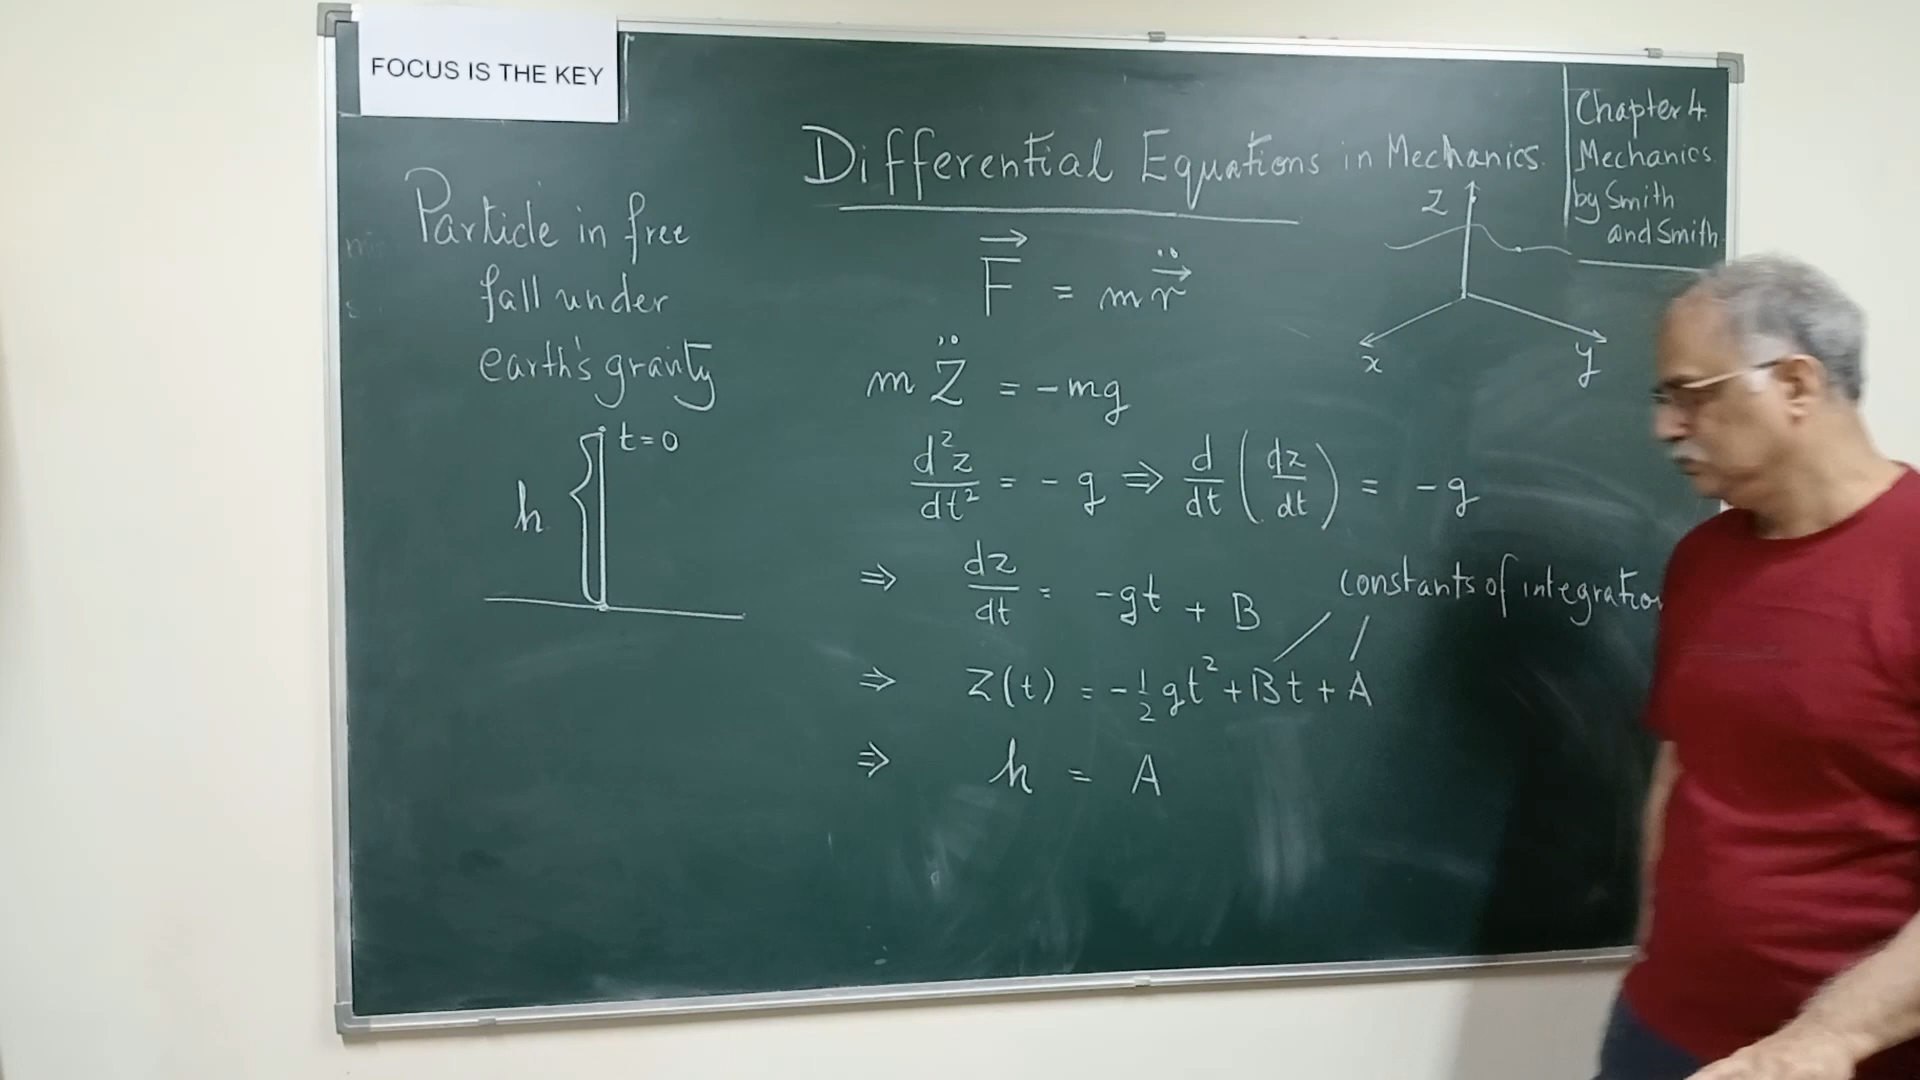 FOCUS IS THE KEY
Differential Equations in Mechanics.
Chapter 4.
Mechanics
by Smith
and Smith
Particle in free
fall under
earth's gravity
t=0
h
F⃗ = m r̈⃗
z
x
y
m z̈ = -mg
d²z/dt² = -g ⇒ d/dt (dz/dt) = -g
⇒ dz/dt = -gt + B
constants of integration
⇒ z(t) = -½gt²+Bt+A
⇒ h = A